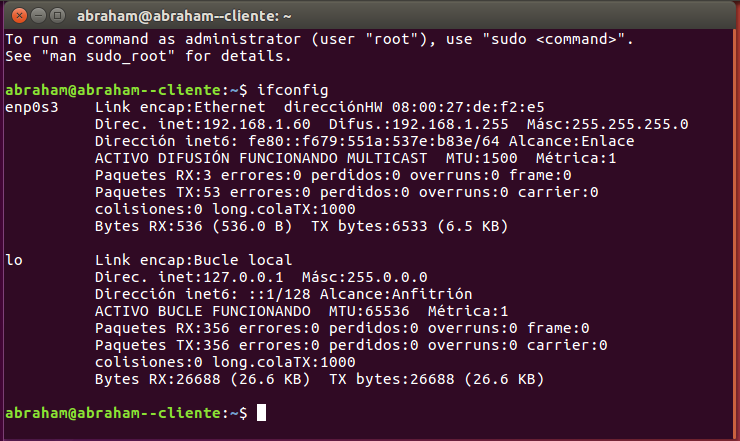 abraham@abraham--cliente: ~
To run a command as administrator (user "root"), use "sudo <command>".
See "man sudo_root" for details.
abraham@abraham--cliente:~$ ifconfig
enp0s3    Link encap:Ethernet  direcciónHW 08:00:27:de:f2:e5
          Direc. inet:192.168.1.60  Difus.:192.168.1.255  Másc:255.255.255.0
          Dirección inet6: fe80::f679:551a:537e:b83e/64 Alcance:Enlace
          ACTIVO DIFUSIÓN FUNCIONANDO MULTICAST  MTU:1500  Métrica:1
          Paquetes RX:3 errores:0 perdidos:0 overruns:0 frame:0
          Paquetes TX:53 errores:0 perdidos:0 overruns:0 carrier:0
          colisiones:0 long.colaTX:1000
          Bytes RX:536 (536.0 B)  TX bytes:6533 (6.5 KB)
lo        Link encap:Bucle local
          Direc. inet:127.0.0.1  Másc:255.0.0.0
          Dirección inet6: ::1/128 Alcance:Anfitrión
          ACTIVO BUCLE FUNCIONANDO  MTU:65536  Métrica:1
          Paquetes RX:356 errores:0 perdidos:0 overruns:0 frame:0
          Paquetes TX:356 errores:0 perdidos:0 overruns:0 carrier:0
          colisiones:0 long.colaTX:1000
          Bytes RX:26688 (26.6 KB)  TX bytes:26688 (26.6 KB)
abraham@abraham--cliente:~$